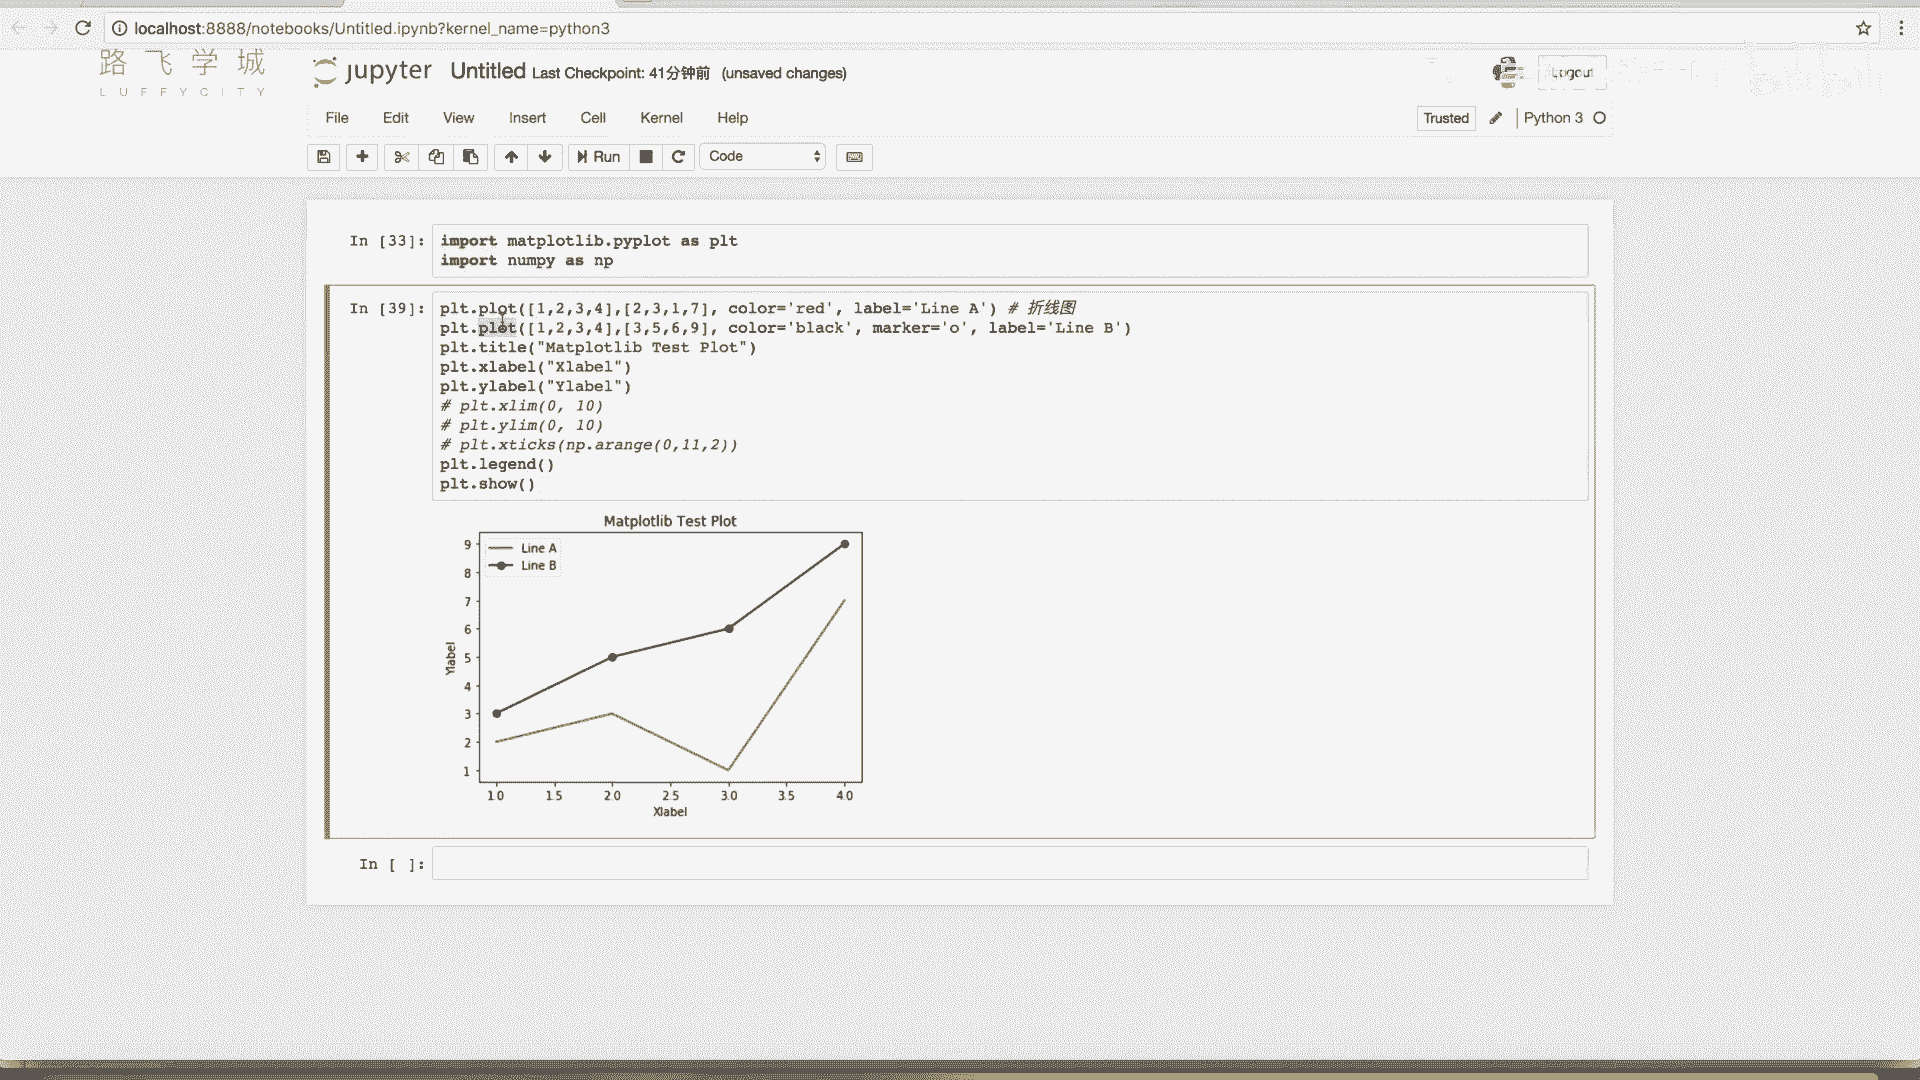 localhost:8888/notebooks/Untitled.ipynb?kernel_name=python3
路飞学城
LUFFYCITY
jupyter Untitled Last Checkpoint: 41分钟前 (unsaved changes)
Logout
File Edit View Insert Cell Kernel Help
Trusted Python 3
Run Code
In [33]: import matplotlib.pyplot as plt
import numpy as np
In [39]: plt.plot([1,2,3,4],[2,3,1,7], color='red', label='Line A') # 折线图
plt.plot([1,2,3,4],[3,5,6,9], color='black', marker='o', label='Line B')
plt.title("Matplotlib Test Plot")
plt.xlabel("Xlabel")
plt.ylabel("Ylabel")
# plt.xlim(0, 10)
# plt.ylim(0, 10)
# plt.xticks(np.arange(0,11,2))
plt.legend()
plt.show()
Matplotlib Test Plot
Line A
Line B
9
8
7
6
5
4
3
2
1
Ylabel
1.0 1.5 2.0 2.5 3.0 3.5 4.0
Xlabel
In [ ]: